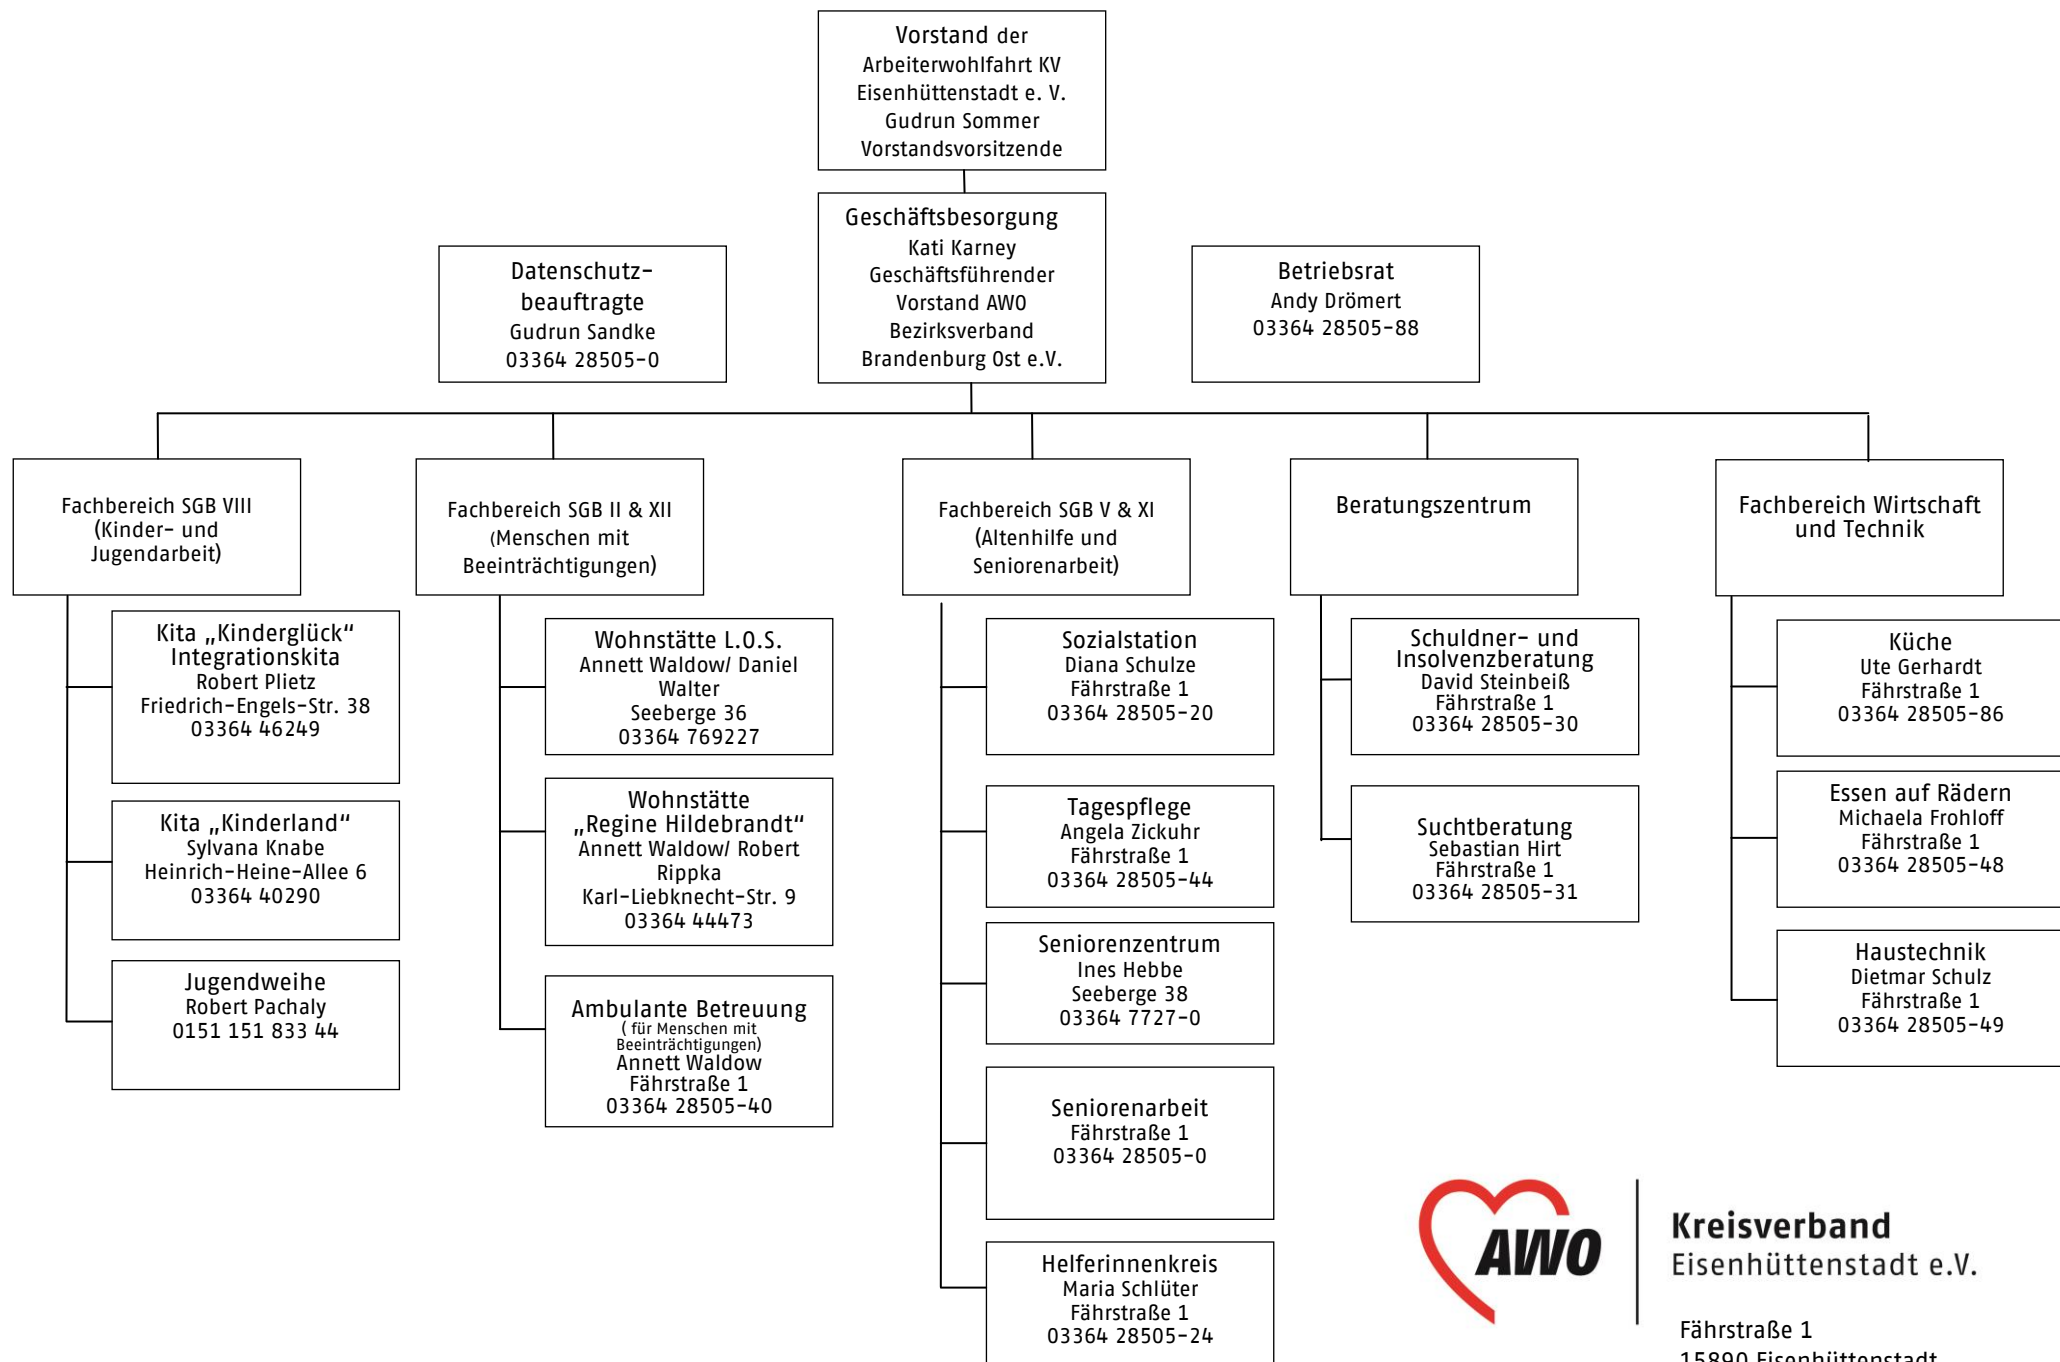 Vorstand der
Arbeiterwohlfahrt KV
Eisenhüttenstadt e. V.
Gudrun Sommer
Vorstandsvorsitzende
Geschäftsbesorgung
Kati Karney
Geschäftsführender
Vorstand AWO
Bezirksverband
Brandenburg Ost e.V.
Datenschutz-
beauftragte
Gudrun Sandke
03364 28505-0
Betriebsrat
Andy Drömert
03364 28505-88
Fachbereich SGB VIII
(Kinder- und
Jugendarbeit)
Kita „Kinderglück“
Integrationskita
Robert Plietz
Friedrich-Engels-Str. 38
03364 46249
Kita „Kinderland“
Sylvana Knabe
Heinrich-Heine-Allee 6
03364 40290
Jugendweihe
Robert Pachaly
0151 151 833 44
Fachbereich SGB II & XII
(Menschen mit
Beeinträchtigungen)
Wohnstätte L.O.S.
Annett Waldow/ Daniel
Walter
Seeberge 36
03364 769227
Wohnstätte
„Regine Hildebrandt“
Annett Waldow/ Robert
Rippka
Karl-Liebknecht-Str. 9
03364 44473
Ambulante Betreuung
( für Menschen mit
Beeinträchtigungen)
Annett Waldow
Fährstraße 1
03364 28505-40
Fachbereich SGB V & XI
(Altenhilfe und
Seniorenarbeit)
Sozialstation
Diana Schulze
Fährstraße 1
03364 28505-20
Tagespflege
Angela Zickuhr
Fährstraße 1
03364 28505-44
Seniorenzentrum
Ines Hebbe
Seeberge 38
03364 7727-0
Seniorenarbeit
Fährstraße 1
03364 28505-0
Helferinnenkreis
Maria Schlüter
Fährstraße 1
03364 28505-24
Beratungszentrum
Schuldner- und
Insolvenzberatung
David Steinbeiß
Fährstraße 1
03364 28505-30
Suchtberatung
Sebastian Hirt
Fährstraße 1
03364 28505-31
Fachbereich Wirtschaft
und Technik
Küche
Ute Gerhardt
Fährstraße 1
03364 28505-86
Essen auf Rädern
Michaela Frohloff
Fährstraße 1
03364 28505-48
Haustechnik
Dietmar Schulz
Fährstraße 1
03364 28505-49
AWO
Kreisverband
Eisenhüttenstadt e.V.
Fährstraße 1
15890 Eisenhüttenstadt